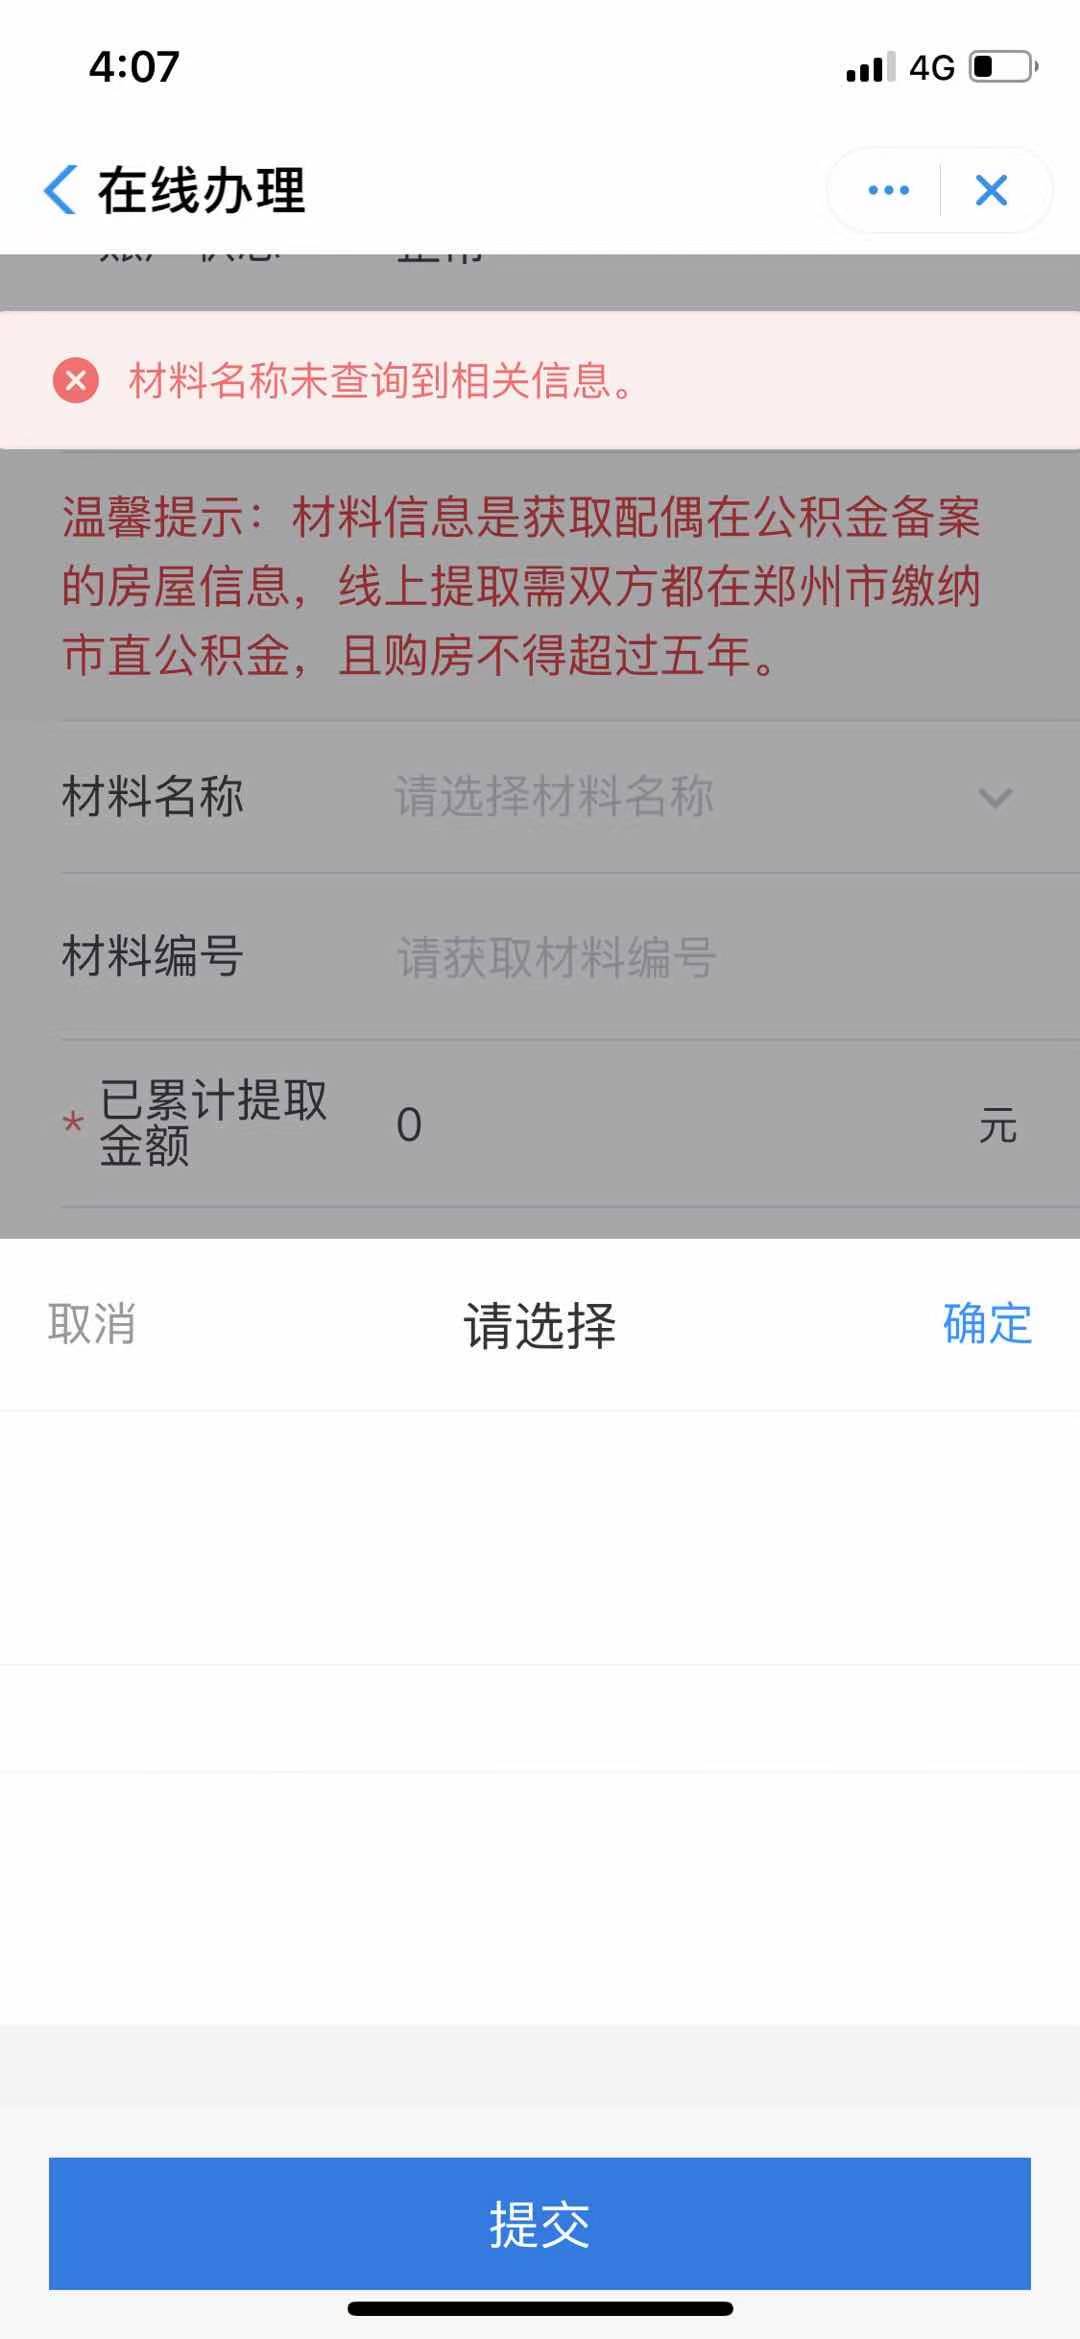 4:07
4G
在线办理
材料名称未查询到相关信息。
温馨提示：材料信息是获取配偶在公积金备案
的房屋信息，线上提取需双方都在郑州市缴纳
市直公积金，且购房不得超过五年。
材料名称 请选择材料名称
材料编号 请获取材料编号
* 已累计提取
金额 0 元
取消 请选择 确定
提交